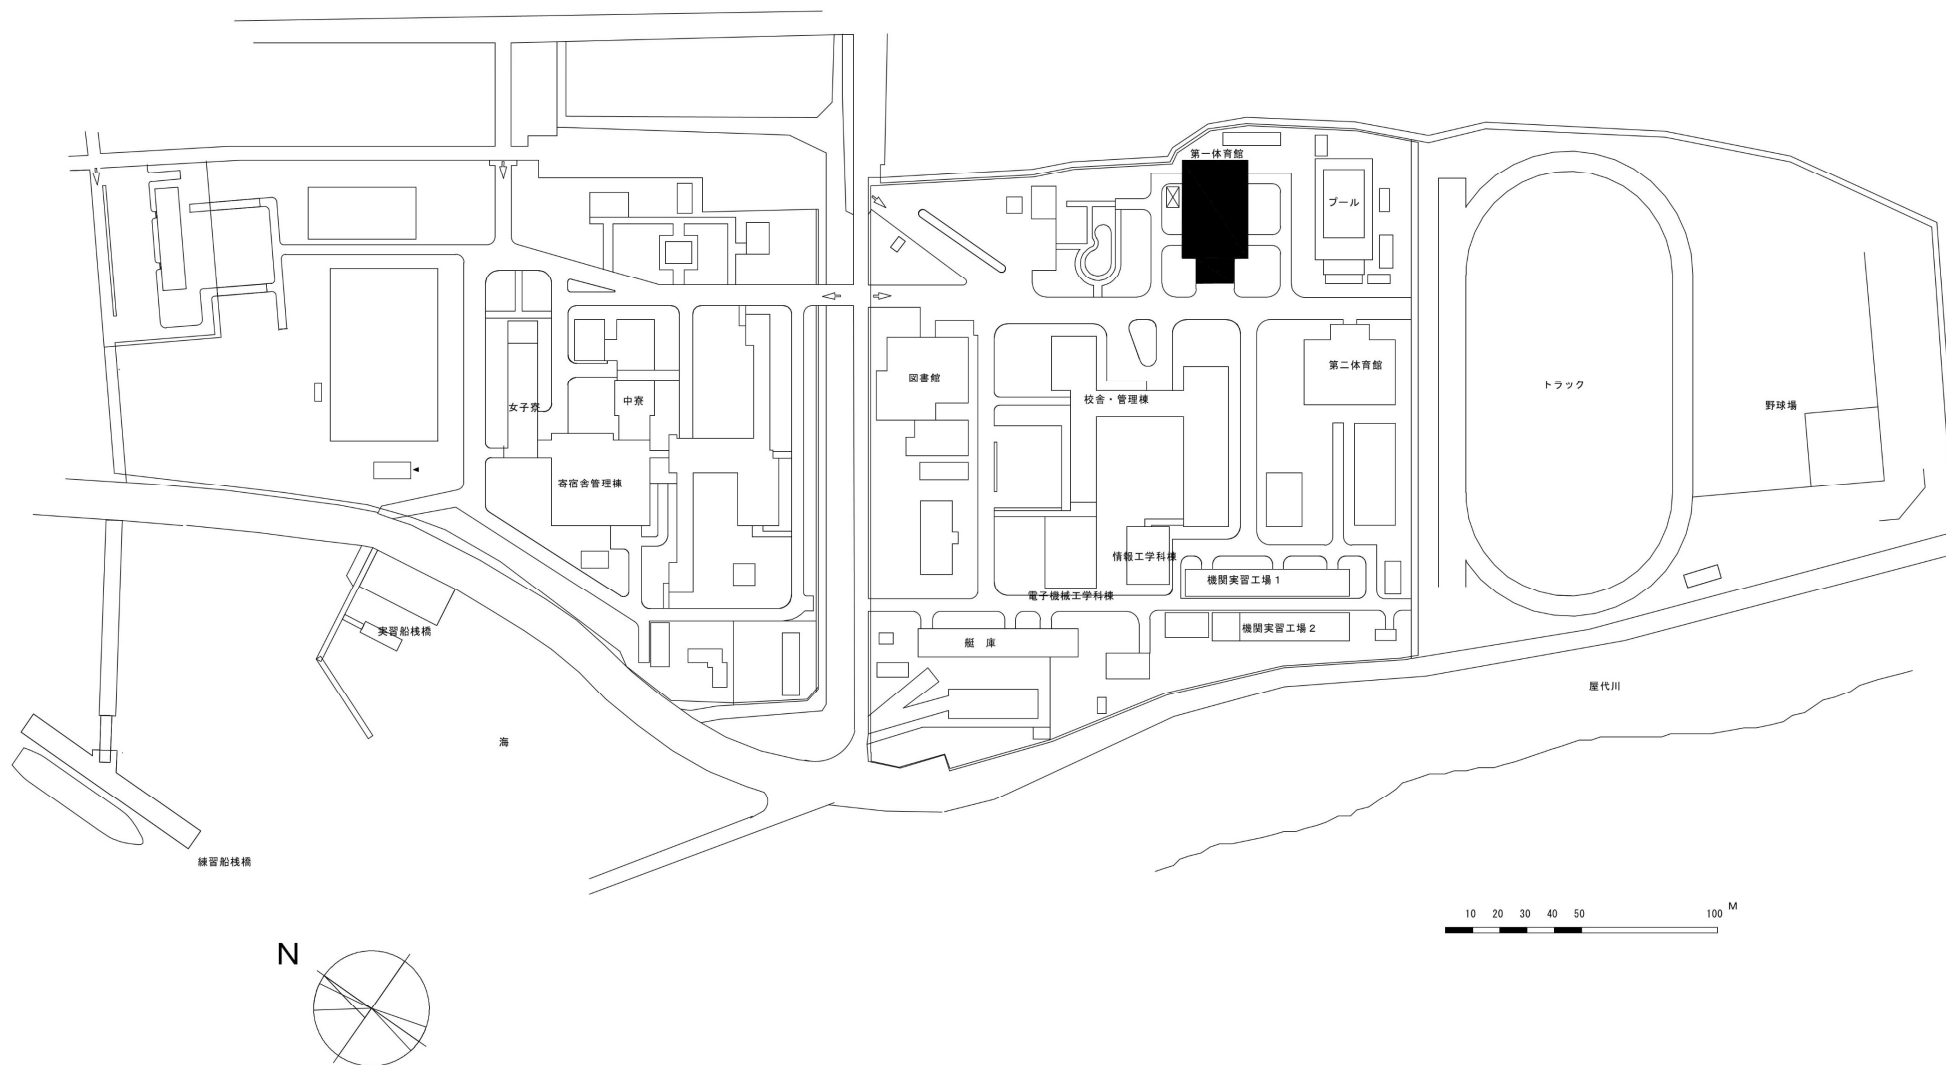 第一体育館
プール
図書館
第二体育館
校舎・管理棟
トラック
野球場
女子寮
中寮
寄宿舎管理棟
情報工学科棟
機関実習工場1
電子機械工学科棟
機関実習工場2
艇 庫
実習船桟橋
屋代川
海
練習船桟橋
10 20 30 40 50 100 M
N